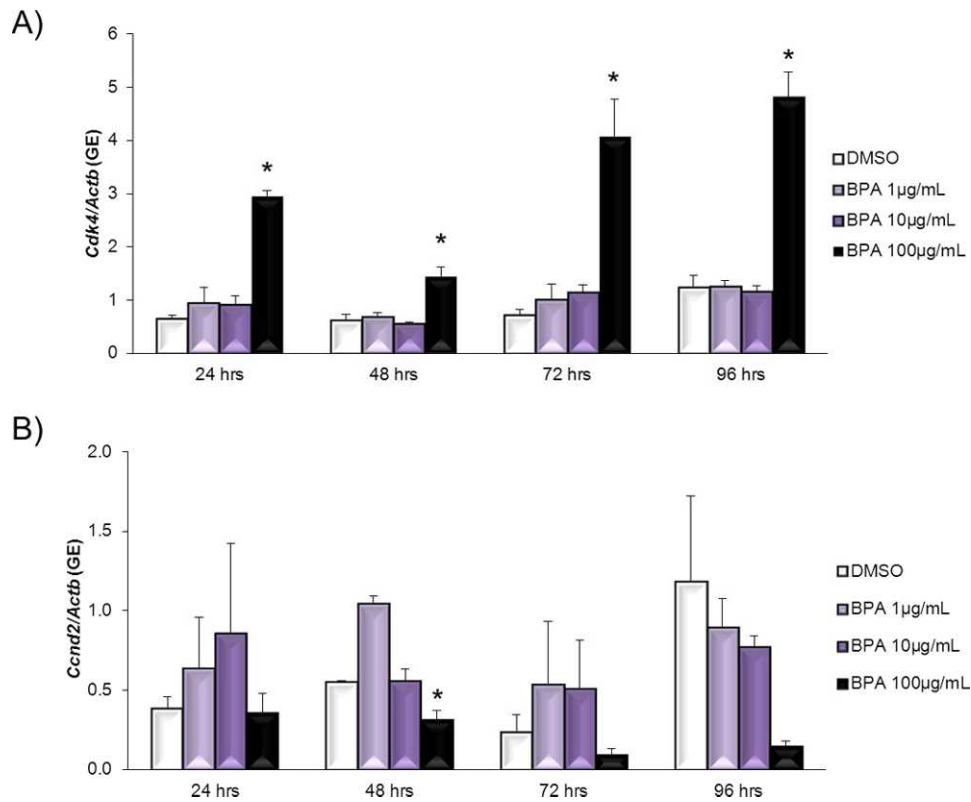 A)
6
5
4
3
2
1
0
Cdk4/Actb (GE)
* * * *
24 hrs 48 hrs 72 hrs 96 hrs
DMSO
BPA 1µg/mL
BPA 10µg/mL
BPA 100µg/mL
B)
2.0
1.5
1.0
0.5
0.0
Ccnd2/Actb (GE)
*
24 hrs 48 hrs 72 hrs 96 hrs
DMSO
BPA 1µg/mL
BPA 10µg/mL
BPA 100µg/mL